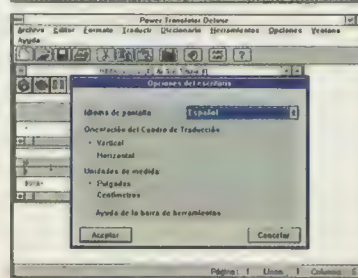 Power Translator Deluxe
Archivo Editar Formato Traducir Diccionario Herramientas Opciones Ventana
Ayuda
Opciones del escritorio
Idioma de pantalla Español
Orientación del Cuadro de Traducción
Vertical
Horizontal
Unidades de medida
Pulgadas
Centímetros
Ayuda de la barra de herramientas
Aceptar Cancelar
Página: 1 Línea: 1 Columna: